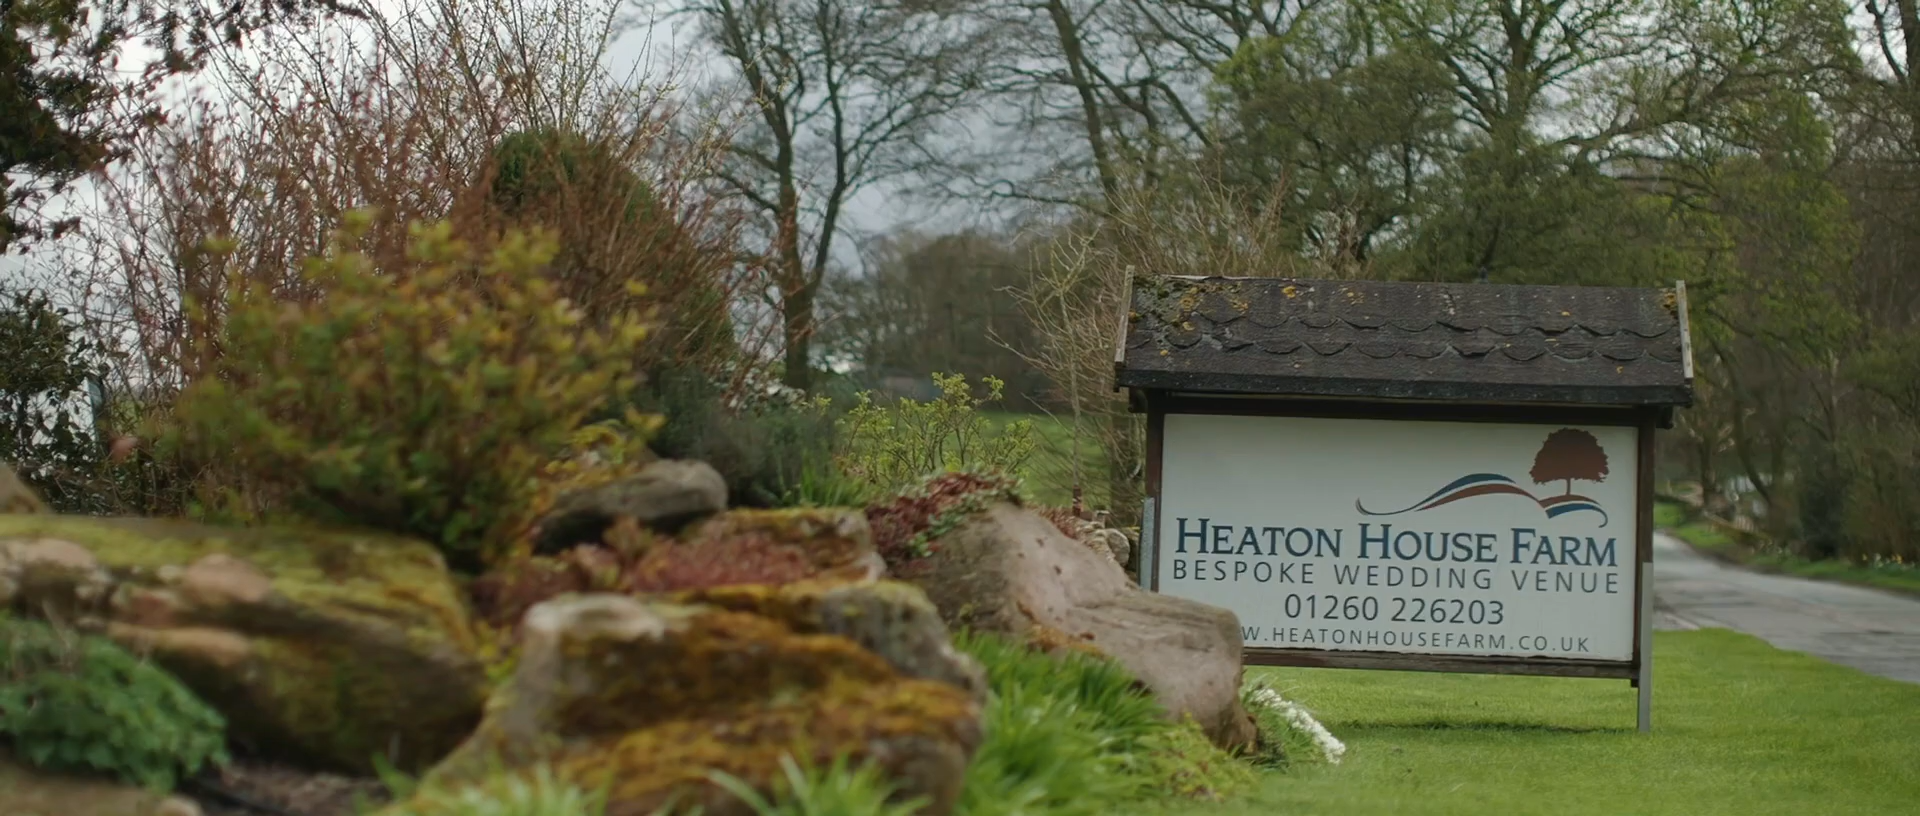 HEATON HOUSE FARM
BESPOKE WEDDING VENUE
01260 226203
W.HEATONHOUSEFARM.CO.UK